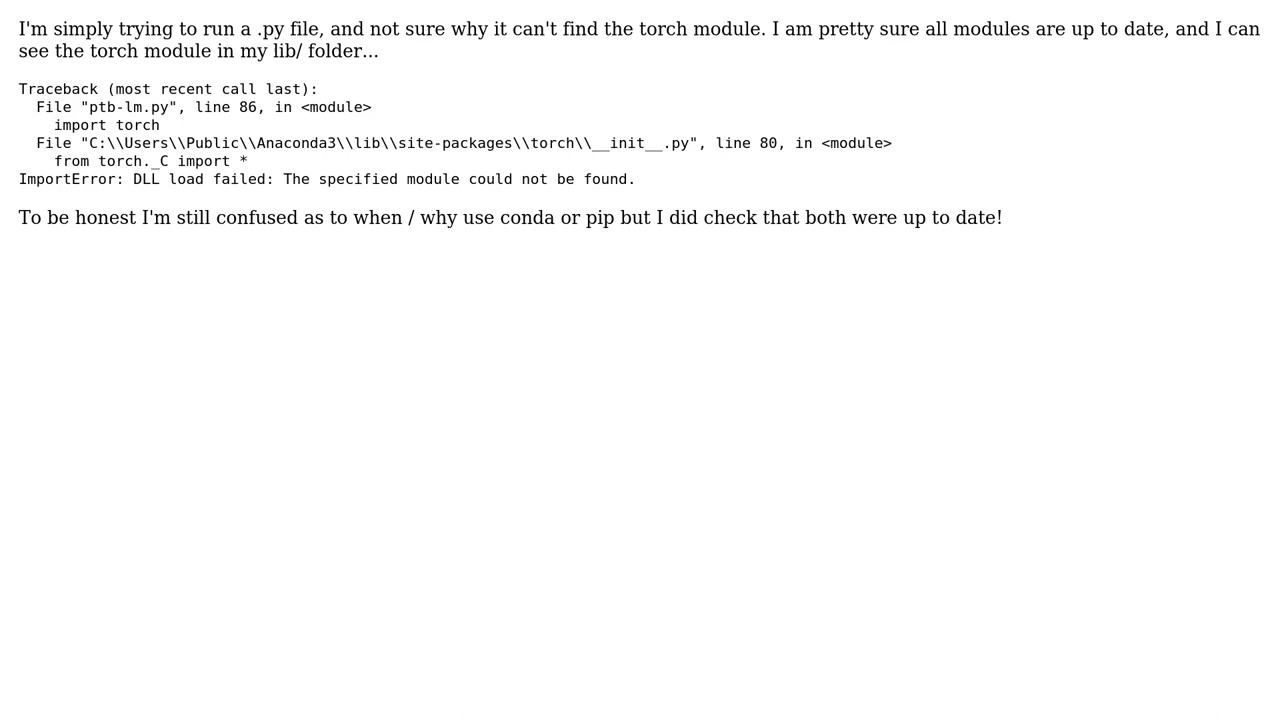 I'm simply trying to run a .py file, and not sure why it can't find the torch module. I am pretty sure all modules are up to date, and I can
see the torch module in my lib/ folder...
Traceback (most recent call last):
  File "ptb-lm.py", line 86, in <module>
    import torch
  File "C:\\Users\\Public\\Anaconda3\\lib\\site-packages\\torch\\__init__.py", line 80, in <module>
    from torch._C import *
ImportError: DLL load failed: The specified module could not be found.
To be honest I'm still confused as to when / why use conda or pip but I did check that both were up to date!